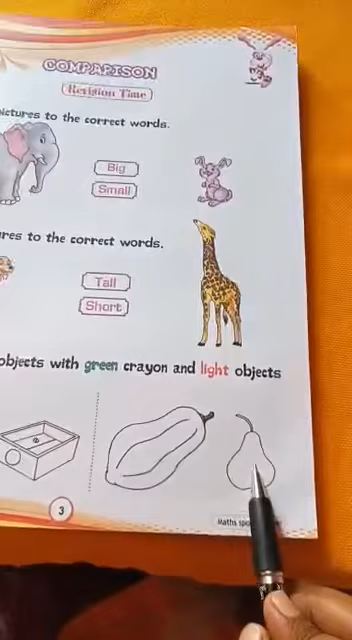 COMPARISON
Revision Time
pictures to the correct words.
Big
Small
res to the correct words.
Tall
Short
objects with green crayon and light objects
3
Maths